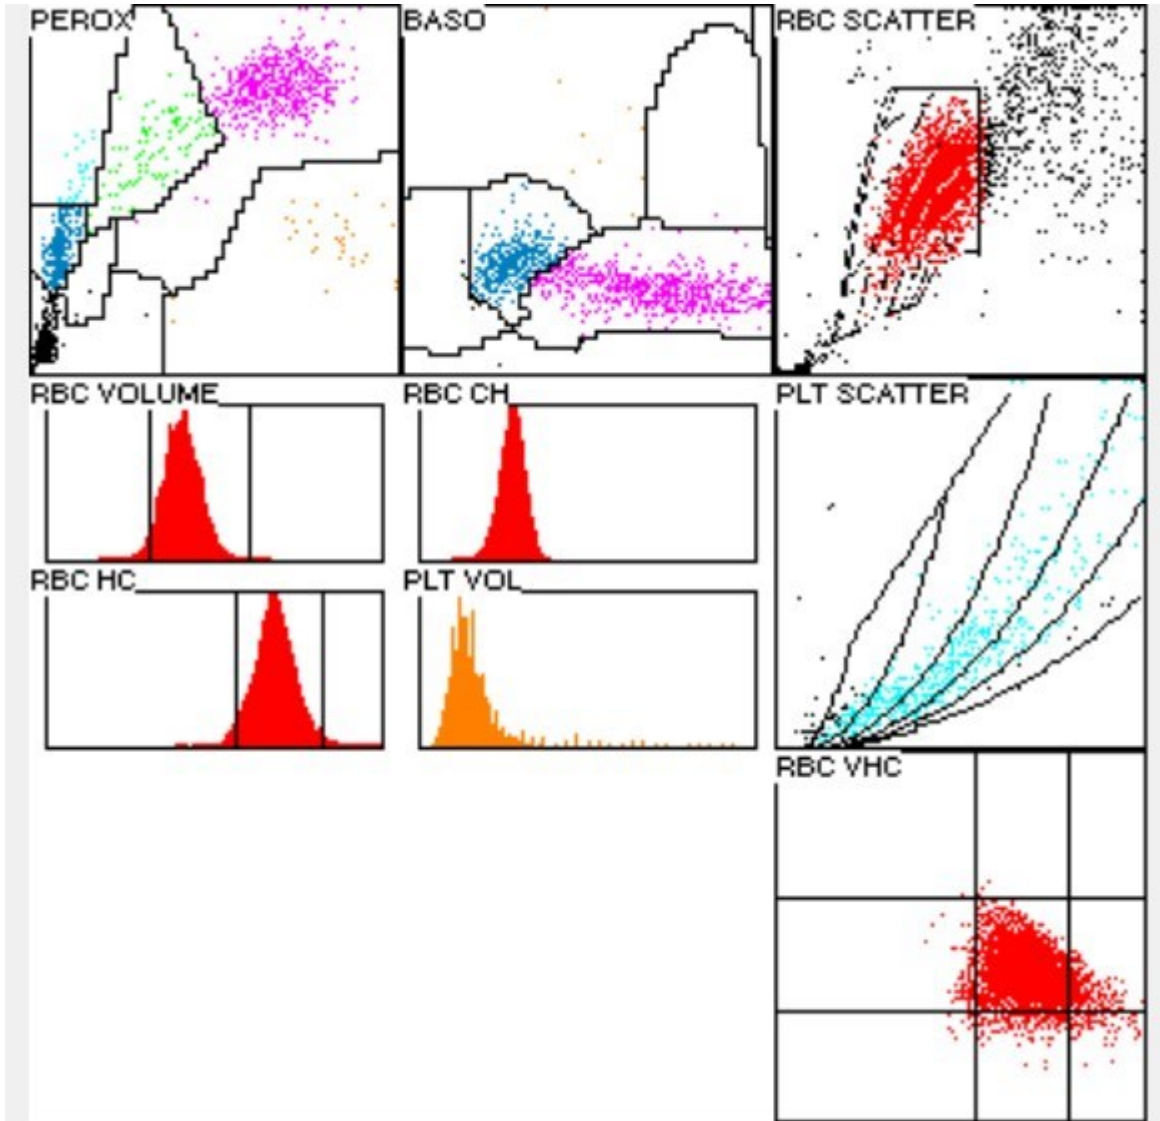 PEROX
BASO
RBC SCATTER
RBC VOLUME
RBC CH
PLT SCATTER
RBC HC
PLT VOL
RBC VHC